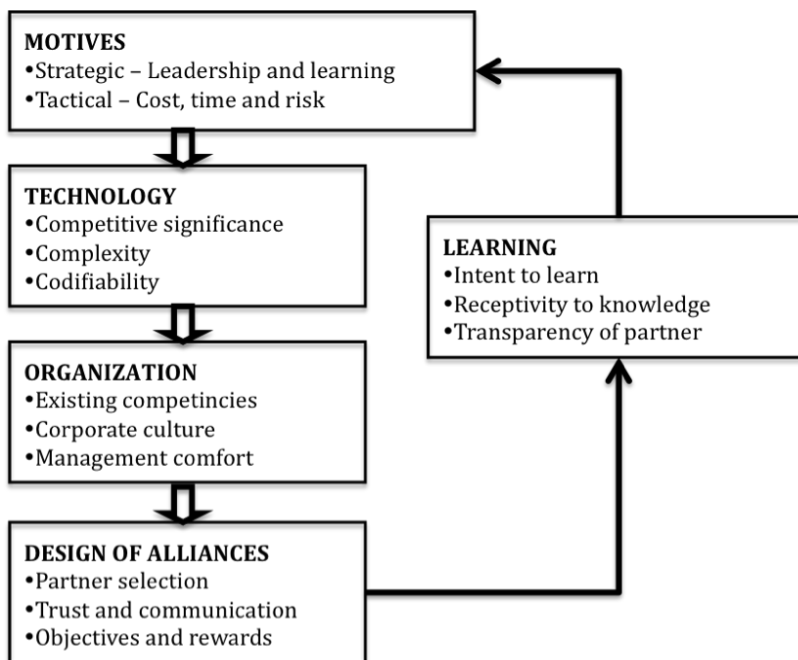 MOTIVES
•Strategic – Leadership and learning
•Tactical – Cost, time and risk
TECHNOLOGY
•Competitive significance
•Complexity
•Codifiability
ORGANIZATION
•Existing competincies
•Corporate culture
•Management comfort
DESIGN OF ALLIANCES
•Partner selection
•Trust and communication
•Objectives and rewards
LEARNING
•Intent to learn
•Receptivity to knowledge
•Transparency of partner